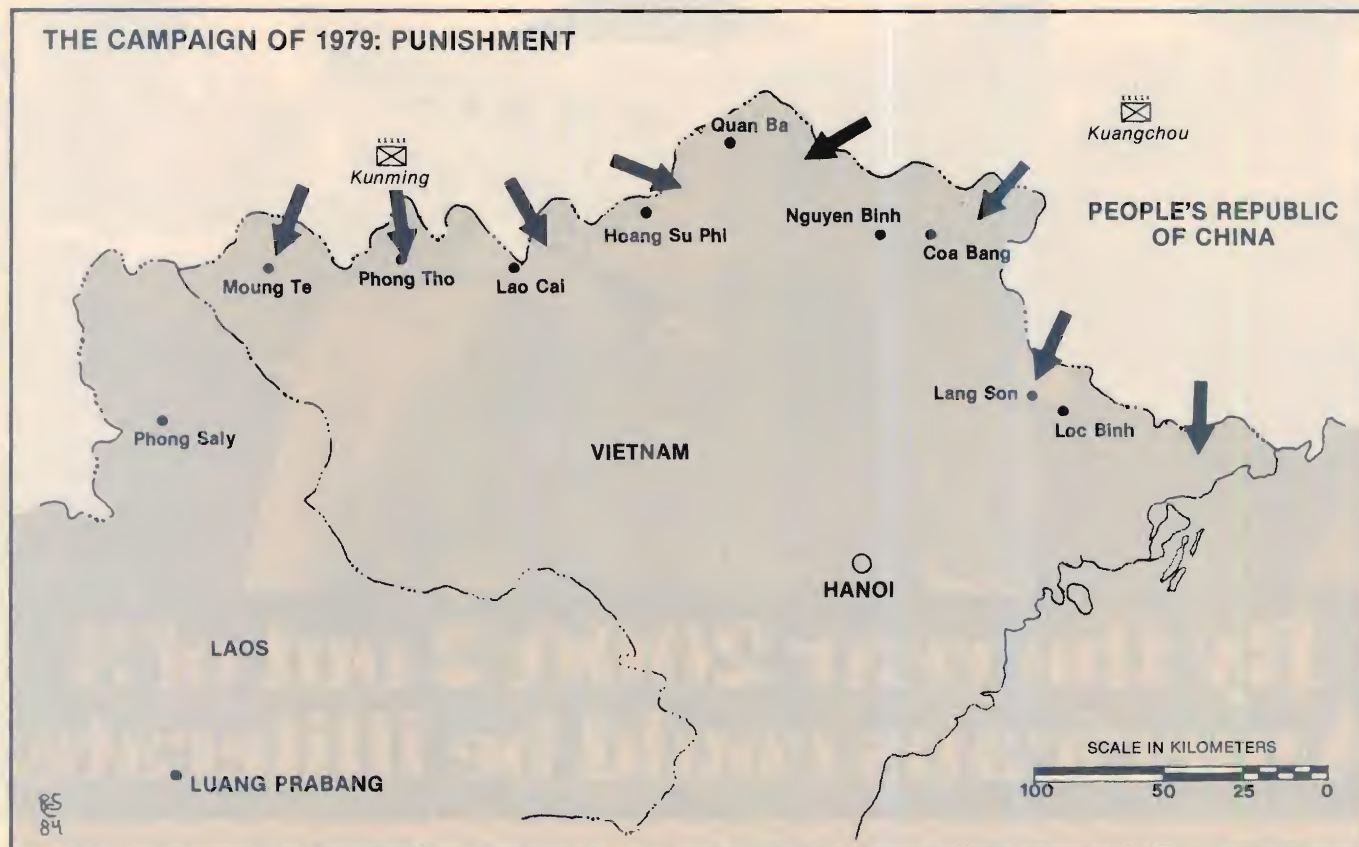 THE CAMPAIGN OF 1979: PUNISHMENT
xxxxx
Kunming
Quan Ba
xxxxx
Kuangchou
PEOPLE'S REPUBLIC
OF CHINA
Nguyen Binh
Hoang Su Phi
Coa Bang
Moung Te
Phong Tho
Lao Cai
Lang Son
Loc Binh
Phong Saly
VIETNAM
HANOI
LAOS
SCALE IN KILOMETERS
100 50 25 0
LUANG PRABANG
84